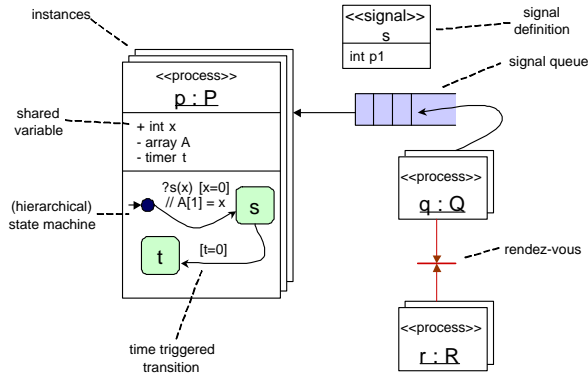 instances
<<signal>>
s
int p1
signal
definition
signal queue
<<process>>
p : P
shared
variable
+ int x
- array A
- timer t
(hierarchical)
state machine
?s(x) [x=0]
// A[1] = x
s
t
[t=0]
time triggered
transition
<<process>>
q : Q
rendez-vous
<<process>>
r : R